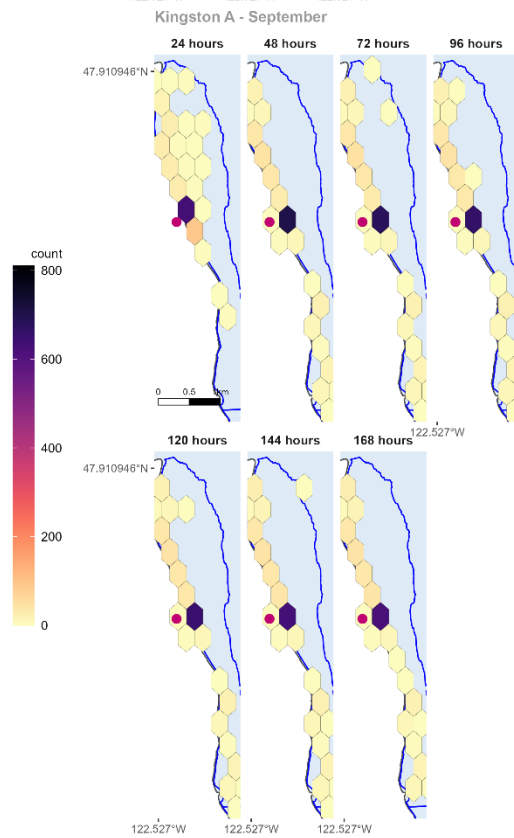 Kingston A - September
24 hours 48 hours 72 hours 96 hours
47.910946°N
count
800
600
400
200
0
0 0.5 1km
122.527°W
120 hours 144 hours 168 hours
47.910946°N
122.527°W 122.527°W 122.527°W